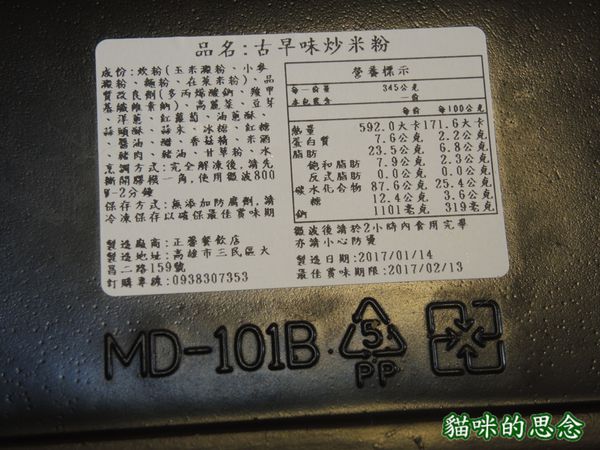 品名:古早味炒米粉
成份:炊粉(玉米澱粉、小麥
澱粉、麵粉、在萊米粉)、品
質改良劑(多丙烯酸鈉、羧甲
基纖維素納)、高麗菜、豆芽
、洋蔥、紅蘿蔔、油蔥酥、
蒜頭酥、蒜末、冰糖、紅糖
、醬油、醋、香菇精、米酒
、豬肉、豬油、甘草粉、水
烹調方式:完全解凍後,請先
撕開膠模一角,使用微波800
W-2分鐘
保存方式:無添加防腐劑,請
冷凍保存以確保最佳賞味期
製造廠商:正馨餐飲店
製造地址:高雄市三民區大
昌二路159號
訂購專線:0938307353
營養標示
每一份量 345公克
本包裝含 一份
每份 每100公克
熱量 592.0大卡 171.6大卡
蛋白質 7.6公克 2.2公克
脂肪 23.5公克 6.8公克
飽和脂肪 7.9公克 2.3公克
反式脂肪 0.0公克 0.0公克
碳水化合物 87.6公克 25.4公克
糖 12.4公克 3.6公克
鈉 1101毫克 319毫克
微波後請於2小時內食用完畢
亦請小心防燙
製造日期:2017/01/14
最佳賞味期限:2017/02/13
MD-101B
5
PP
貓咪的思念